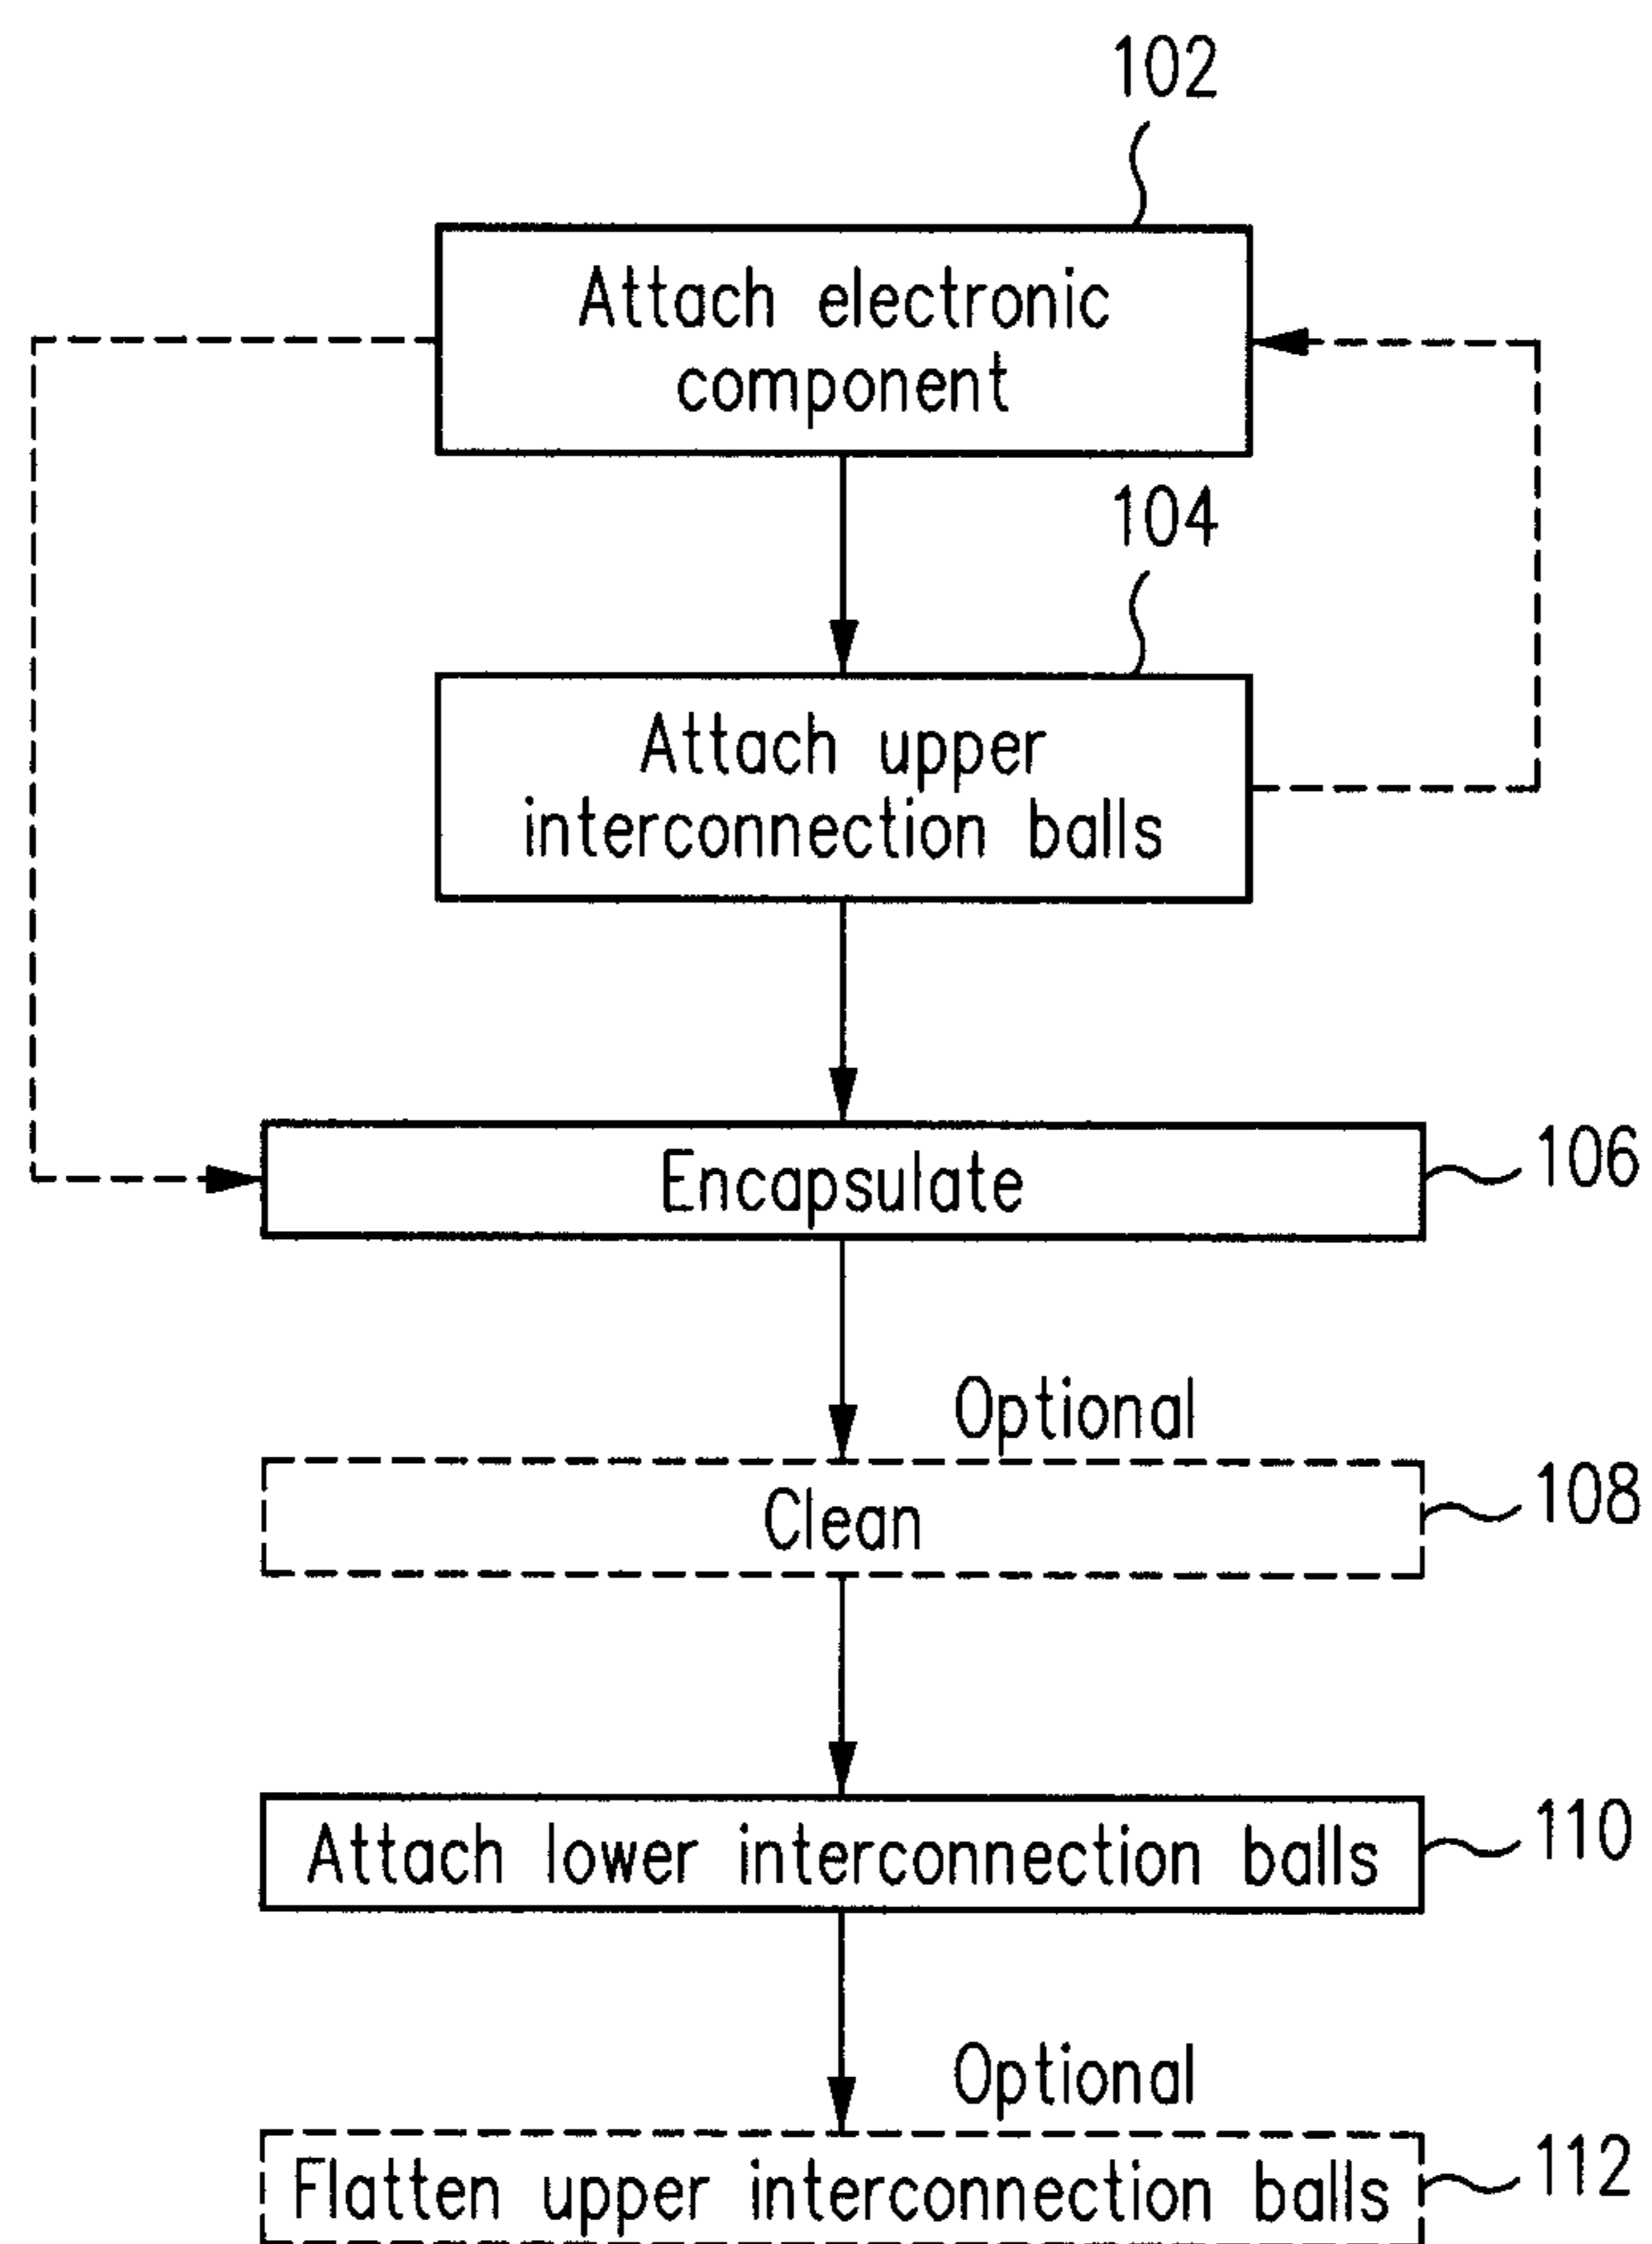 102
Attach electronic
component
104
Attach upper
interconnection balls
Encapsulate
106
Optional
Clean
108
Attach lower interconnection balls
110
Optional
Flatten upper interconnection balls
112